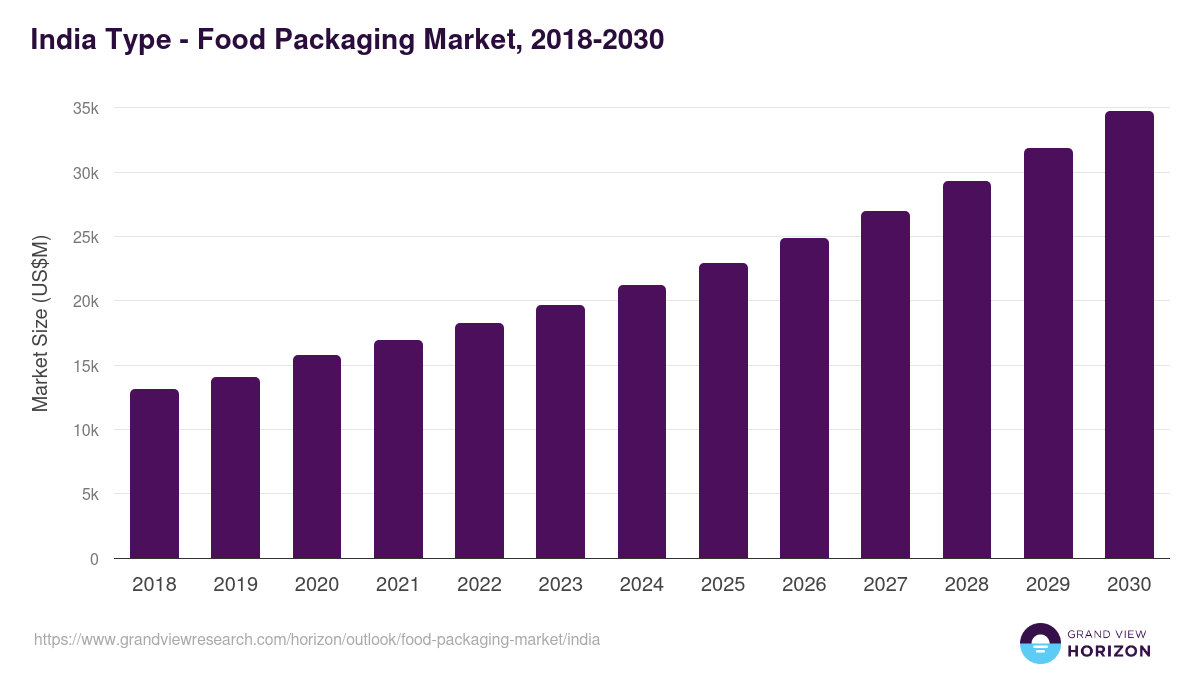 India Type - Food Packaging Market, 2018-2030
Market Size (US$M)
35k
30k
25k
20k
15k
10k
5k
0
2018 2019 2020 2021 2022 2023 2024 2025 2026 2027 2028 2029 2030
https://www.grandviewresearch.com/horizon/outlook/food-packaging-market/india
GRAND VIEW
HORIZON